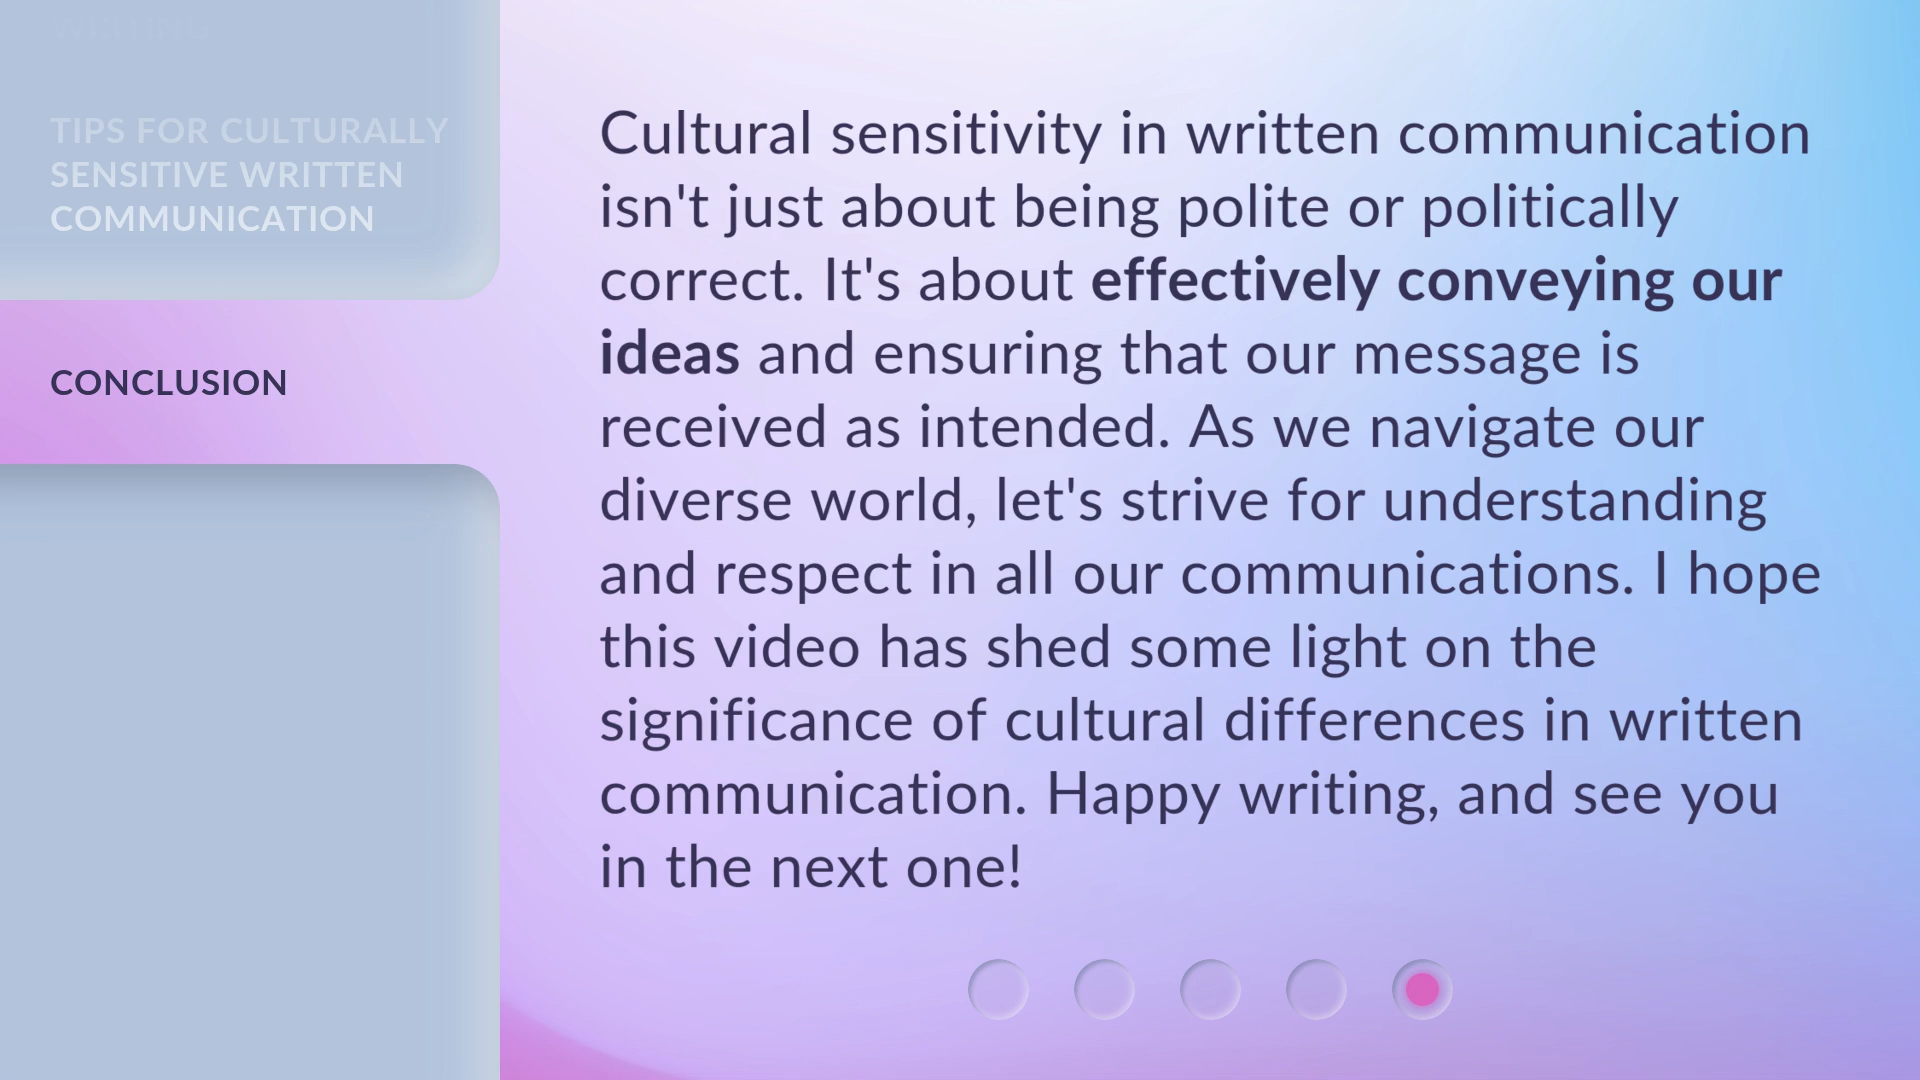 WRITING
TIPS FOR CULTURALLY
SENSITIVE WRITTEN
COMMUNICATION
CONCLUSION
Cultural sensitivity in written communication
isn't just about being polite or politically
correct. It's about effectively conveying our
ideas and ensuring that our message is
received as intended. As we navigate our
diverse world, let's strive for understanding
and respect in all our communications. I hope
this video has shed some light on the
significance of cultural differences in written
communication. Happy writing, and see you
in the next one!